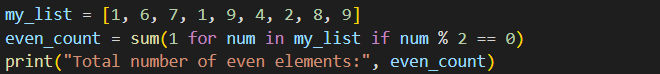 my_list = [1, 6, 7, 1, 9, 4, 2, 8, 9]
even_count = sum(1 for num in my_list if num % 2 == 0)
print("Total number of even elements:", even_count)